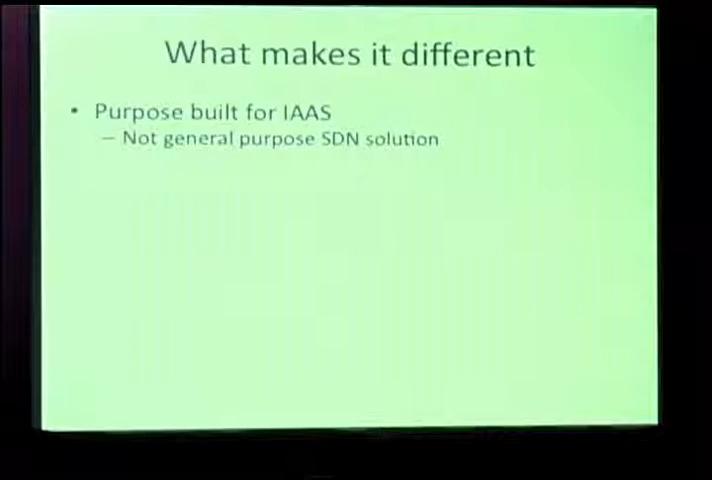 What makes it different
• Purpose built for IAAS
– Not general purpose SDN solution